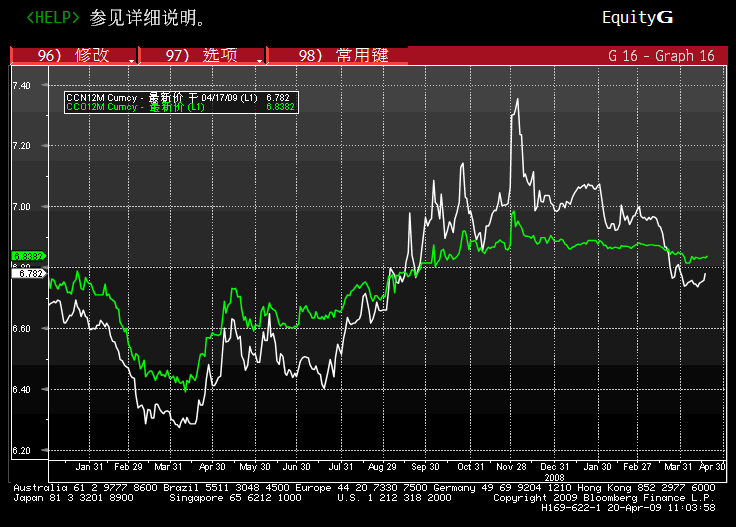 <HELP> 参见详细说明。
EquityG
96) 修改 97) 选项 98) 常用键 G 16 - Graph 16
7.40
CCN12M Curncy - 最新价 于 04/17/09 (L1) 6.782
CCO12M Curncy - 最新价 (L1) 6.8382
7.20
7.00
6.8382
6.80
6.782
6.60
6.40
6.20
Jan 31 Feb 29 Mar 31 Apr 30 May 30 Jun 30 Jul 31 Aug 29 Sep 30 Oct 31 Nov 28 Dec 31 Jan 30 Feb 27 Mar 31 Apr 30
2008
Australia 61 2 9777 8600 Brazil 5511 3048 4500 Europe 44 20 7330 7500 Germany 49 69 9204 1210 Hong Kong 852 2977 6000
Japan 81 3 3201 8900 Singapore 65 6212 1000 U.S. 1 212 318 2000 Copyright 2009 Bloomberg Finance L.P.
H169-622-1 20-Apr-09 11:03:58